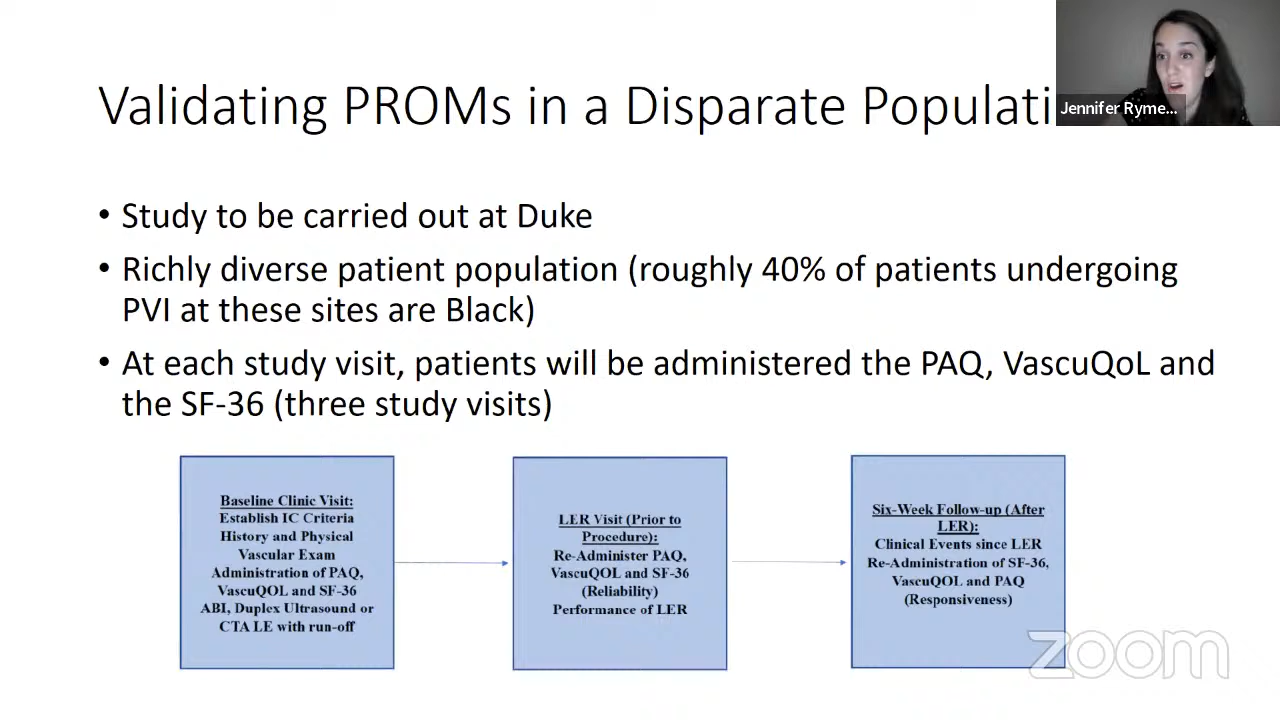 Validating PROMs in a Disparate Populati
Jennifer Ryme...
• Study to be carried out at Duke
• Richly diverse patient population (roughly 40% of patients undergoing
PVI at these sites are Black)
• At each study visit, patients will be administered the PAQ, VascuQoL and
the SF-36 (three study visits)
Baseline Clinic Visit:
Establish IC Criteria
History and Physical
Vascular Exam
Administration of PAQ,
VascuQOL and SF-36
ABI, Duplex Ultrasound or
CTA LE with run-off
LER Visit (Prior to
Procedure):
Re-Administer PAQ,
VascuQOL and SF-36
(Reliability)
Performance of LER
Six-Week Follow-up (After
LER):
Clinical Events since LER
Re-Administration of SF-36,
VascuQOL and PAQ
(Responsiveness)
zoom